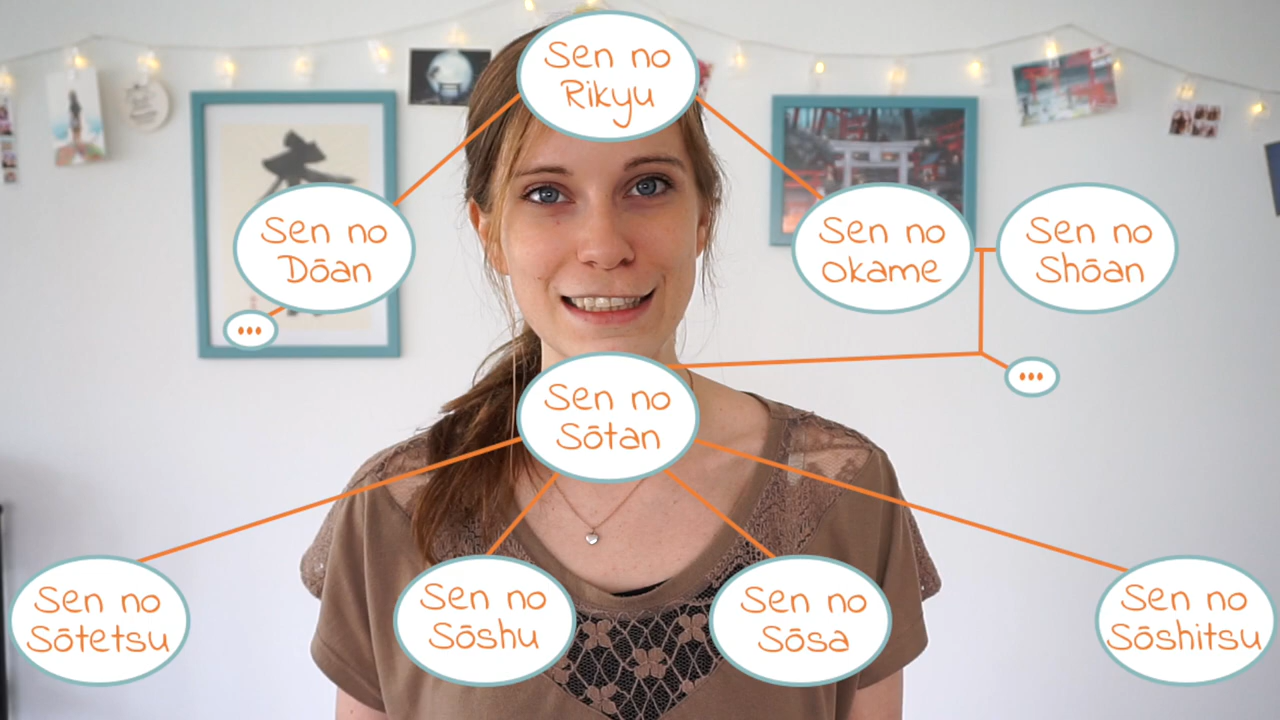 Sen no
Rikyu
Sen no
Dōan
Sen no
Okame
Sen no
Shōan
...
...
Sen no
Sōtan
Sen no
Sōtetsu
Sen no
Sōshu
Sen no
Sōsa
Sen no
Sōshitsu